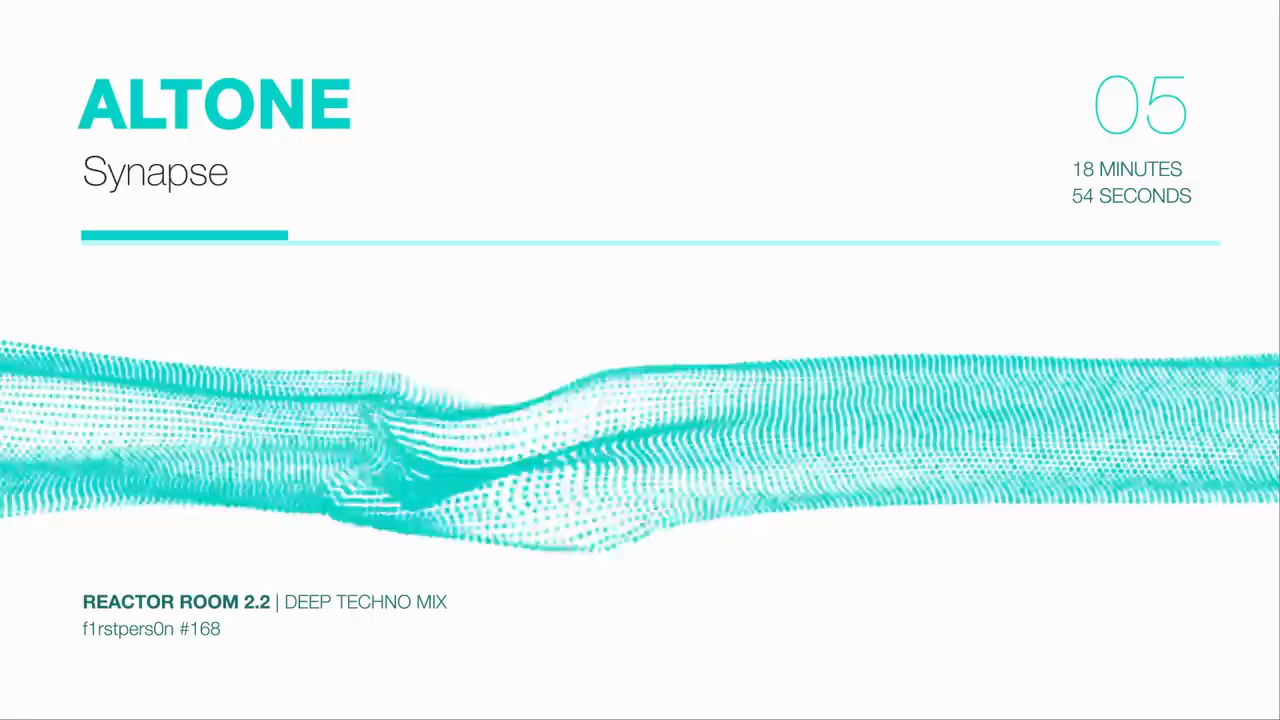 ALTONE
Synapse
05
18 MINUTES
54 SECONDS
REACTOR ROOM 2.2 | DEEP TECHNO MIX
f1rstpers0n #168